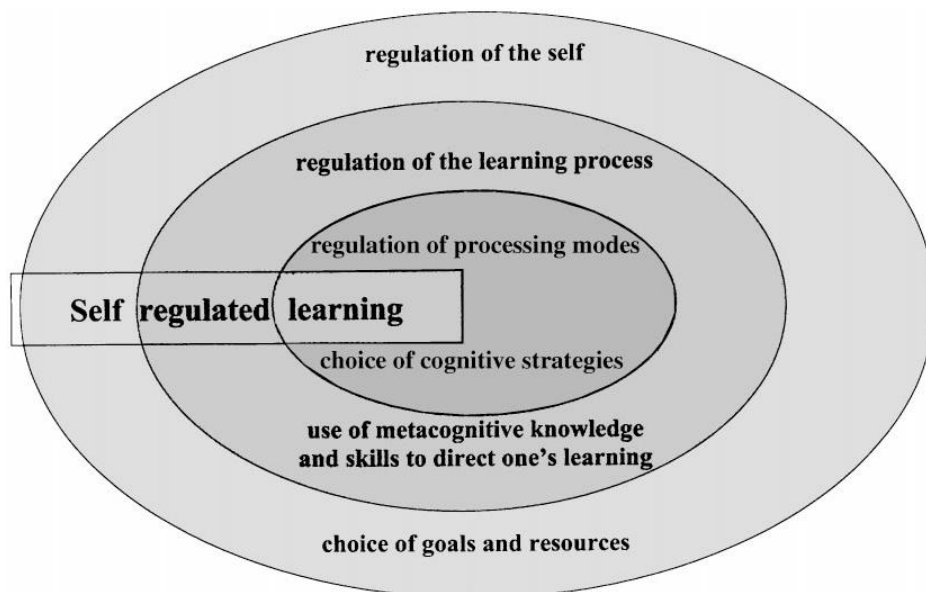 regulation of the self
regulation of the learning process
regulation of processing modes
Self regulated learning
choice of cognitive strategies
use of metacognitive knowledge
and skills to direct one's learning
choice of goals and resources